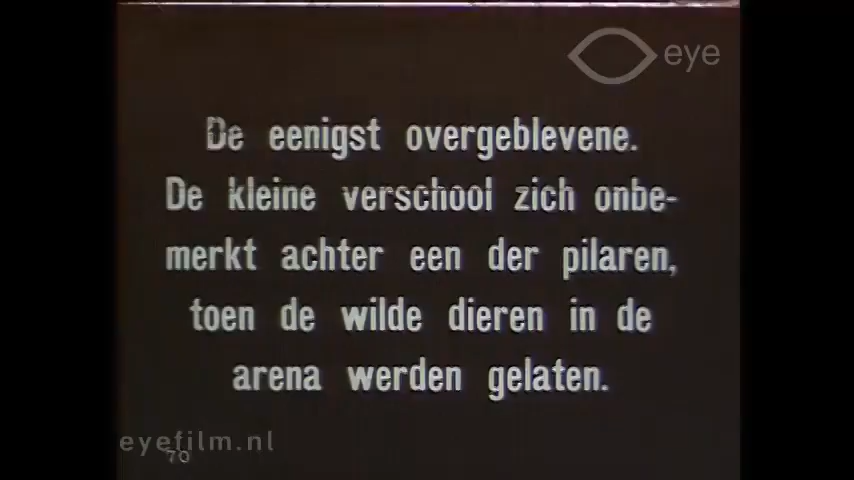 eye
De eenigst overgeblevene.
De kleine verschool zich onbe-
merkt achter een der pilaren,
toen de wilde dieren in de
arena werden gelaten.
eyefilm.nl
70